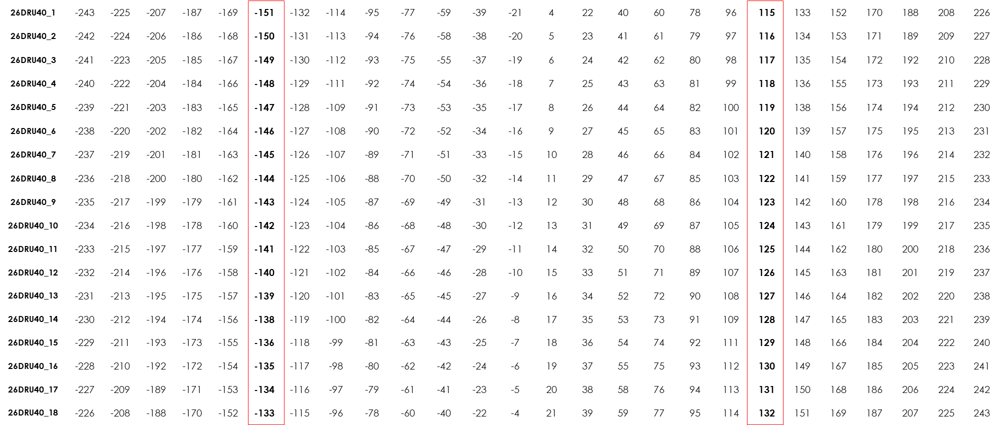 26DRU40_1 -243 -225 -207 -187 -169 -151 -132 -114 -95 -77 -59 -39 -21 4 22 40 60 78 96 115 133 152 170 188 208 226
26DRU40_2 -242 -224 -206 -186 -168 -150 -131 -113 -94 -76 -58 -38 -20 5 23 41 61 79 97 116 134 153 171 189 209 227
26DRU40_3 -241 -223 -205 -185 -167 -149 -130 -112 -93 -75 -55 -37 -19 6 24 42 62 80 98 117 135 154 172 192 210 228
26DRU40_4 -240 -222 -204 -184 -166 -148 -129 -111 -92 -74 -54 -36 -18 7 25 43 63 81 99 118 136 155 173 193 211 229
26DRU40_5 -239 -221 -203 -183 -165 -147 -128 -109 -91 -73 -53 -35 -17 8 26 44 64 82 100 119 138 156 174 194 212 230
26DRU40_6 -238 -220 -202 -182 -164 -146 -127 -108 -90 -72 -52 -34 -16 9 27 45 65 83 101 120 139 157 175 195 213 231
26DRU40_7 -237 -219 -201 -181 -163 -145 -126 -107 -89 -71 -51 -33 -15 10 28 46 66 84 102 121 140 158 176 196 214 232
26DRU40_8 -236 -218 -200 -180 -162 -144 -125 -106 -88 -70 -50 -32 -14 11 29 47 67 85 103 122 141 159 177 197 215 233
26DRU40_9 -235 -217 -199 -179 -161 -143 -124 -105 -87 -69 -49 -31 -13 12 30 48 68 86 104 123 142 160 178 198 216 234
26DRU40_10 -234 -216 -198 -178 -160 -142 -123 -104 -86 -68 -48 -30 -12 13 31 49 69 87 105 124 143 161 179 199 217 235
26DRU40_11 -233 -215 -197 -177 -159 -141 -122 -103 -85 -67 -47 -29 -11 14 32 50 70 88 106 125 144 162 180 200 218 236
26DRU40_12 -232 -214 -196 -176 -158 -140 -121 -102 -84 -66 -46 -28 -10 15 33 51 71 89 107 126 145 163 181 201 219 237
26DRU40_13 -231 -213 -195 -175 -157 -139 -120 -101 -83 -65 -45 -27 -9 16 34 52 72 90 108 127 146 164 182 202 220 238
26DRU40_14 -230 -212 -194 -174 -156 -138 -119 -100 -82 -64 -44 -26 -8 17 35 53 73 91 109 128 147 165 183 203 221 239
26DRU40_15 -229 -211 -193 -173 -155 -136 -118 -99 -81 -63 -43 -25 -7 18 36 54 74 92 111 129 148 166 184 204 222 240
26DRU40_16 -228 -210 -192 -172 -154 -135 -117 -98 -80 -62 -42 -24 -6 19 37 55 75 93 112 130 149 167 185 205 223 241
26DRU40_17 -227 -209 -189 -171 -153 -134 -116 -97 -79 -61 -41 -23 -5 20 38 58 76 94 113 131 150 168 186 206 224 242
26DRU40_18 -226 -208 -188 -170 -152 -133 -115 -96 -78 -60 -40 -22 -4 21 39 59 77 95 114 132 151 169 187 207 225 243